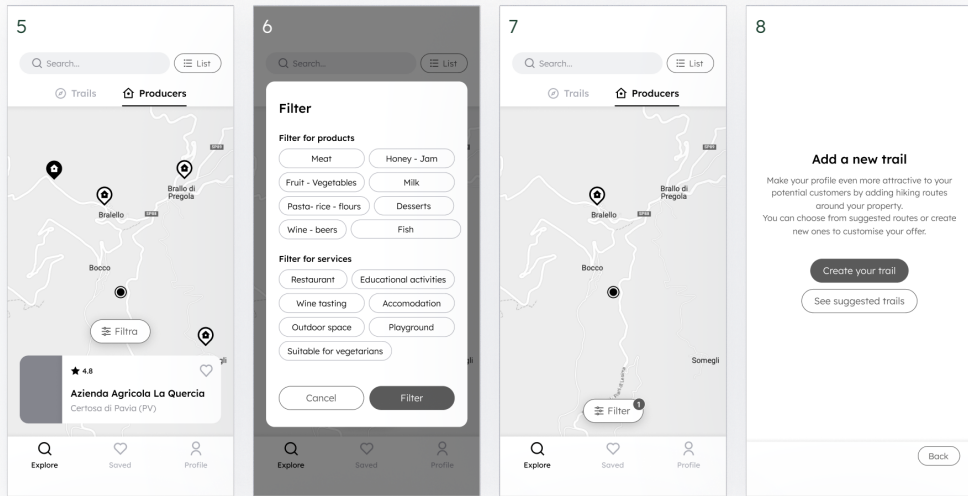 5
Search...
List
Trails
Producers
SP89
Brallo di
Pregola
Bralello
SP88
Bocco
Filtra
4.8
Azienda Agricola La Quercia
Certosa di Pavia (PV)
Explore
Saved
Profile
6
Search...
List
Filter
Filter for products
Meat
Honey - Jam
Fruit - Vegetables
Milk
Pasta- rice - flours
Desserts
Wine - beers
Fish
Filter for services
Restaurant
Educational activities
Wine tasting
Accomodation
Outdoor space
Playground
Suitable for vegetarians
Cancel
Filter
Explore
Saved
Profile
7
Search...
List
Trails
Producers
Brallo di
Pregola
Bralello
Bocco
Someglì
Filter
1
Explore
Saved
Profile
8
Add a new trail
Make your profile even more attractive to your
potential customers by adding hiking routes
around your property.
You can choose from suggested routes or create
new ones to customise your offer.
Create your trail
See suggested trails
Back